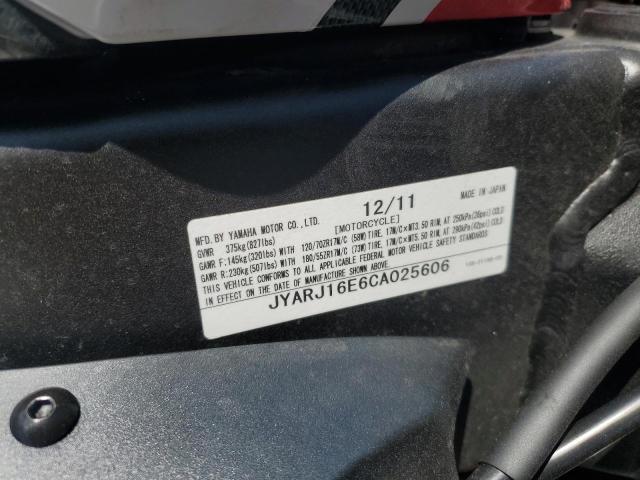 12/11
MADE IN JAPAN
MFD. BY YAMAHA MOTOR CO., LTD.
[MOTORCYCLE]
GVWR 375kg(827lbs)
GAWR F:145kg(320lbs)WITH 120/70ZR17M/C (58W)TIRE, 17M/C×MT3.50 RIM, AT 250kPa(36psi)COLD
GAWR R:230kg(507lbs)WITH 180/55ZR17M/C (73W)TIRE, 17M/C×MT5.50 RIM, AT 290kPa(42psi)COLD
THIS VEHICLE CONFORMS TO ALL APPLICABLE FEDERAL MOTOR VEHICLE SAFETY STANDARDS
IN EFFECT ON THE DATE OF MANUFACTURE SHOWN ABOVE.
JYARJ16E6CA025606